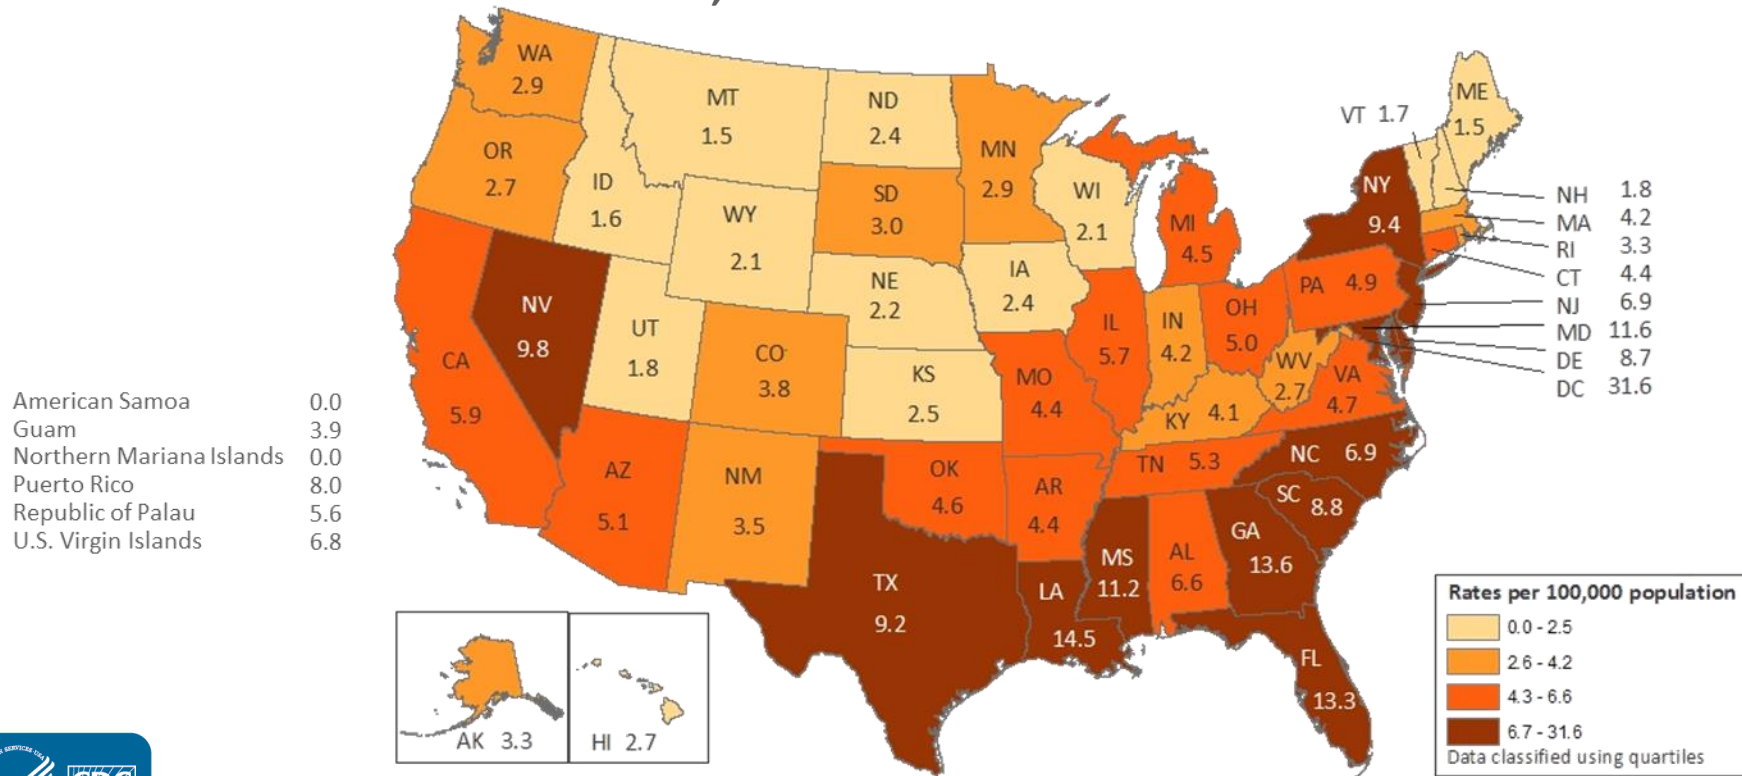 WA
2.9
OR
2.7
ID
1.6
MT
1.5
ND
2.4
MN
2.9
SD
3.0
WI
2.1
WY
2.1
NE
2.2
IA
2.4
MI
4.5
NV
9.8
UT
1.8
CO
3.8
KS
2.5
MO
4.4
IL
5.7
IN
4.2
OH
5.0
PA 4.9
NY
9.4
VT 1.7
ME
1.5
NH 1.8
MA 4.2
RI 3.3
CT 4.4
NJ 6.9
MD 11.6
DE 8.7
DC 31.6
CA
5.9
AZ
5.1
NM
3.5
OK
4.6
AR
4.4
TN 5.3
KY 4.1
WV
2.7
VA
4.7
NC 6.9
SC
8.8
GA
13.6
AL
6.6
MS
11.2
LA
14.5
TX
9.2
FL
13.3
AK 3.3
HI 2.7
American Samoa 0.0
Guam 3.9
Northern Mariana Islands 0.0
Puerto Rico 8.0
Republic of Palau 5.6
U.S. Virgin Islands 6.8
Rates per 100,000 population
0.0 - 2.5
2.6 - 4.2
4.3 - 6.6
6.7 - 31.6
Data classified using quartiles